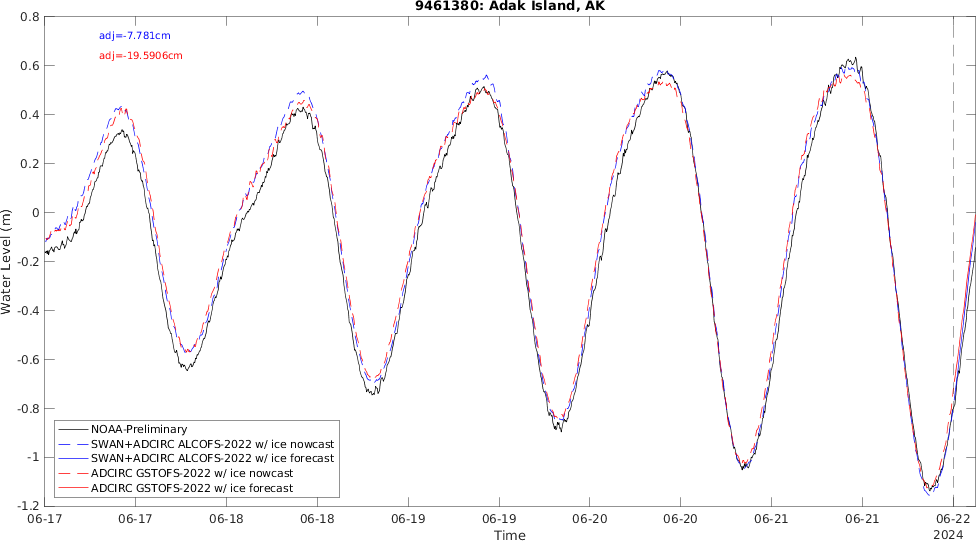 9461380: Adak Island, AK
adj=-7.781cm
adj=-19.5906cm
0.8
0.6
0.4
0.2
0
-0.2
-0.4
-0.6
-0.8
-1
-1.2
Water Level (m)
NOAA-Preliminary
SWAN+ADCIRC ALCOFS-2022 w/ ice nowcast
SWAN+ADCIRC ALCOFS-2022 w/ ice forecast
ADCIRC GSTOFS-2022 w/ ice nowcast
ADCIRC GSTOFS-2022 w/ ice forecast
06-17 06-17 06-18 06-18 06-19 06-19 06-20 06-20 06-21 06-21 06-22
2024
Time